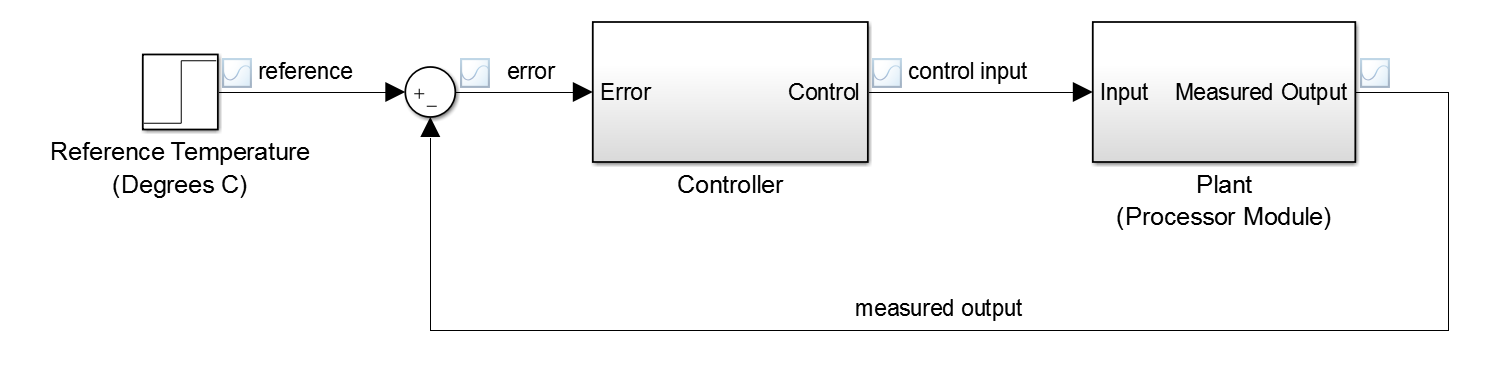 reference
error
control input
+
−
Error
Control
Input
Measured Output
Reference Temperature
(Degrees C)
Controller
Plant
(Processor Module)
measured output